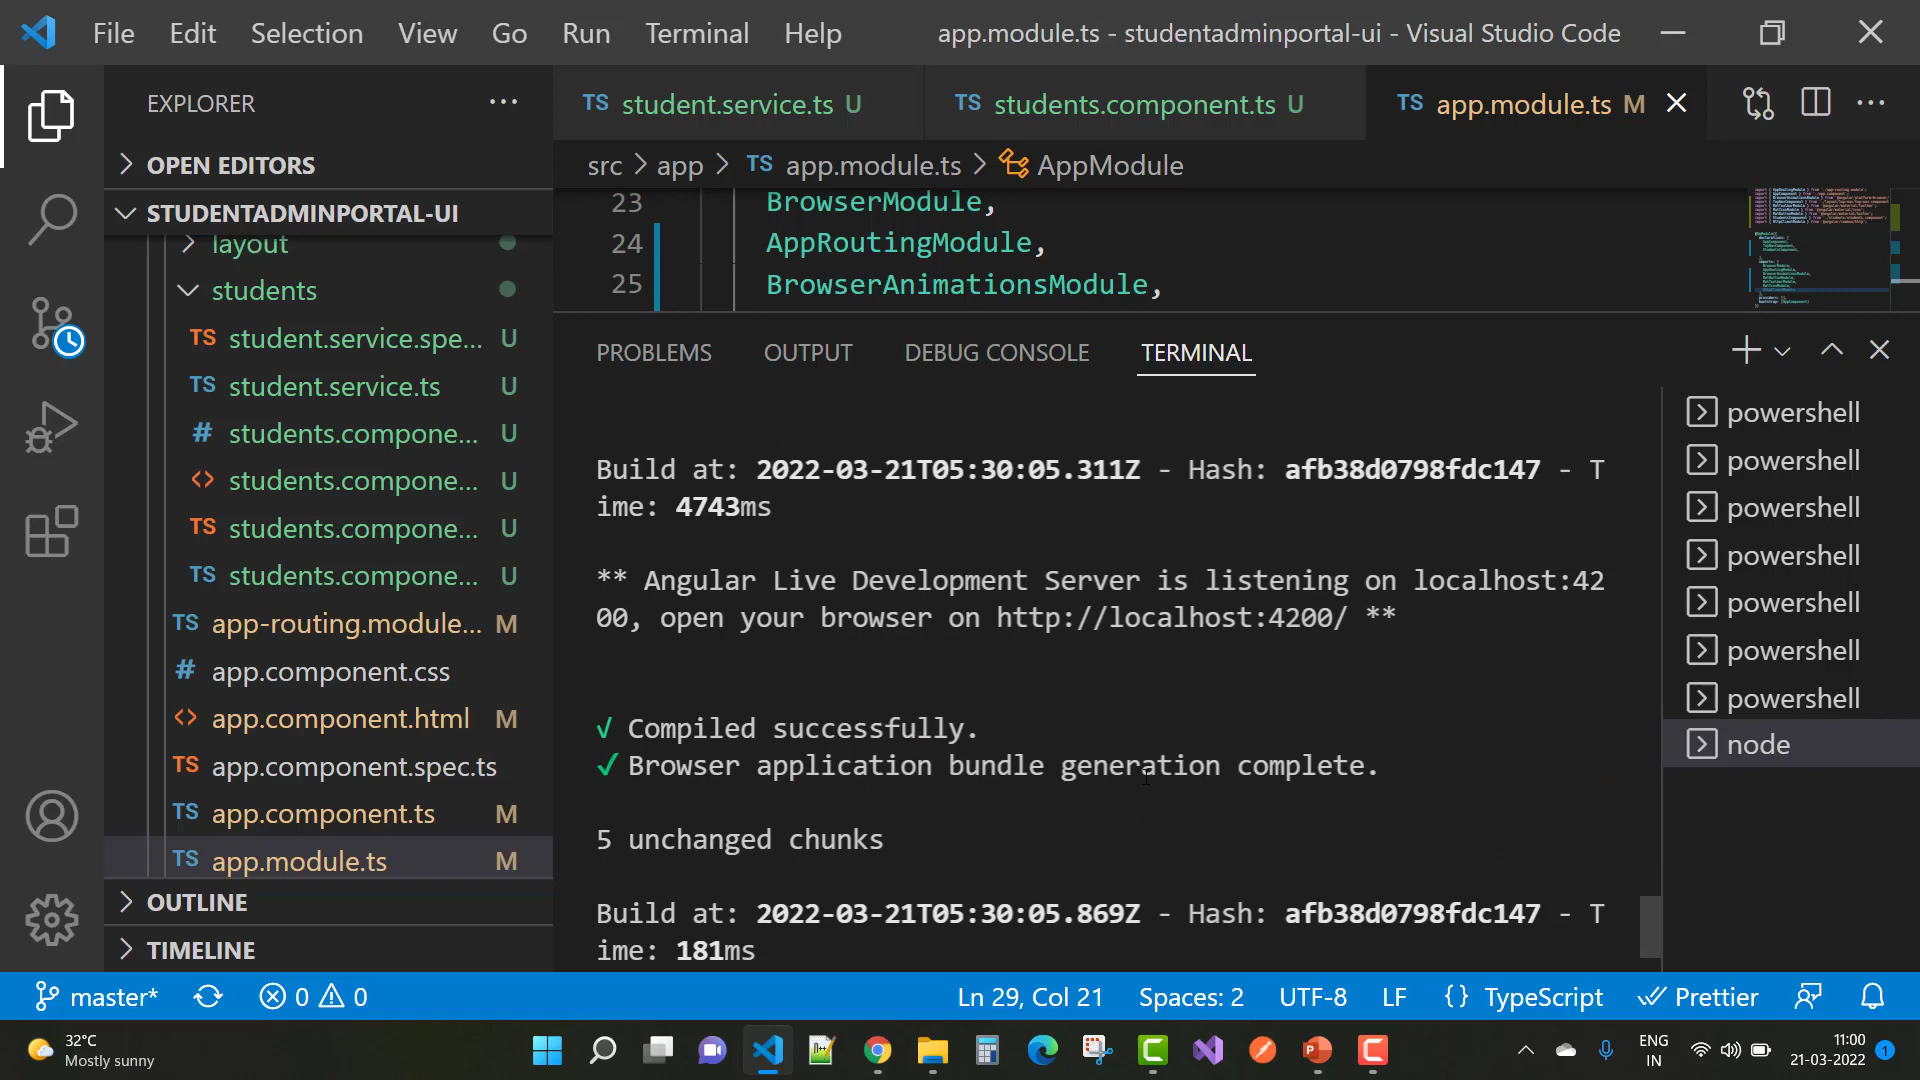 File Edit Selection View Go Run Terminal Help app.module.ts - studentadminportal-ui - Visual Studio Code
EXPLORER
TS student.service.ts U TS students.component.ts U TS app.module.ts M
OPEN EDITORS
src > app > TS app.module.ts > AppModule
STUDENTADMINPORTAL-UI
layout
students
TS student.service.spe... U
TS student.service.ts U
# students.compone... U
<> students.compone... U
TS students.compone... U
TS students.compone... U
TS app-routing.module... M
# app.component.css
<> app.component.html M
TS app.component.spec.ts
TS app.component.ts M
TS app.module.ts M
OUTLINE
TIMELINE
23 BrowserModule,
24 AppRoutingModule,
25 BrowserAnimationsModule,
PROBLEMS OUTPUT DEBUG CONSOLE TERMINAL
Build at: 2022-03-21T05:30:05.311Z - Hash: afb38d0798fdc147 - T
ime: 4743ms
** Angular Live Development Server is listening on localhost:42
00, open your browser on http://localhost:4200/ **
√ Compiled successfully.
✔ Browser application bundle generation complete.
5 unchanged chunks
Build at: 2022-03-21T05:30:05.869Z - Hash: afb38d0798fdc147 - T
ime: 181ms
powershell
powershell
powershell
powershell
powershell
powershell
powershell
node
master* 0 0 Ln 29, Col 21 Spaces: 2 UTF-8 LF {} TypeScript Prettier
32°C
Mostly sunny
ENG
IN
11:00
21-03-2022
1